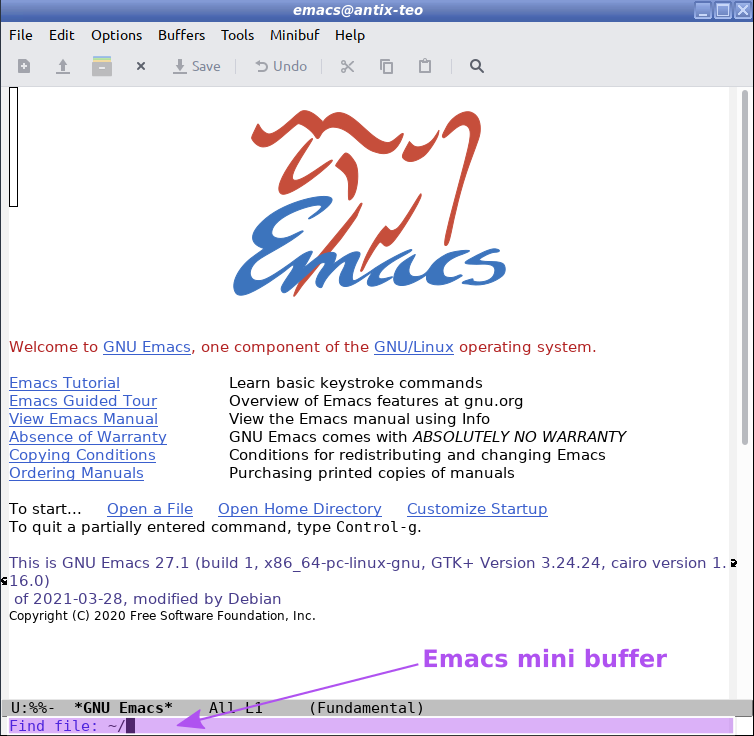 emacs@antix-teo
File Edit Options Buffers Tools Minibuf Help
Save Undo
Emacs
Welcome to GNU Emacs, one component of the GNU/Linux operating system.
Emacs Tutorial Learn basic keystroke commands
Emacs Guided Tour Overview of Emacs features at gnu.org
View Emacs Manual View the Emacs manual using Info
Absence of Warranty GNU Emacs comes with ABSOLUTELY NO WARRANTY
Copying Conditions Conditions for redistributing and changing Emacs
Ordering Manuals Purchasing printed copies of manuals
To start... Open a File Open Home Directory Customize Startup
To quit a partially entered command, type Control-g.
This is GNU Emacs 27.1 (build 1, x86_64-pc-linux-gnu, GTK+ Version 3.24.24, cairo version 1.
16.0)
of 2021-03-28, modified by Debian
Copyright (C) 2020 Free Software Foundation, Inc.
Emacs mini buffer
U:%%- *GNU Emacs* All L1 (Fundamental)
Find file: ~/